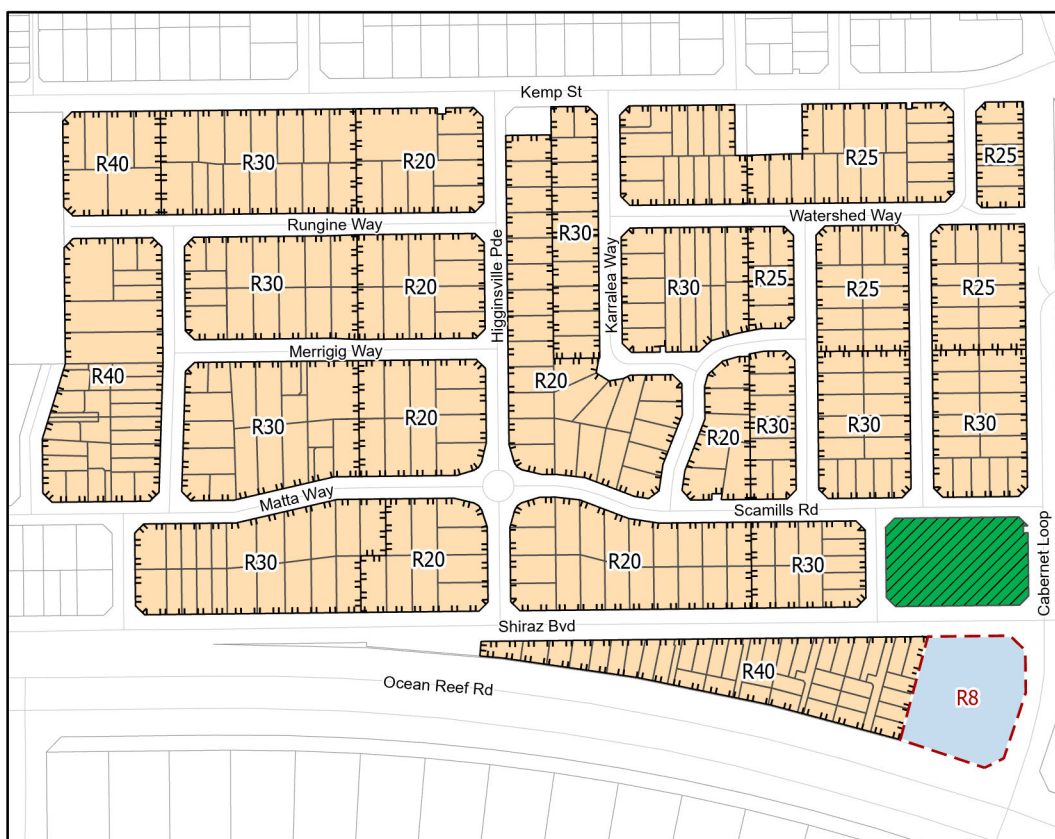 Kemp St
R40
R30
R20
R25
R25
Rungine Way
Watershed Way
Higginsville Pde
R30
Karralea Way
R30
R20
R30
R25
R25
R25
Merrigig Way
R40
R20
R30
R20
R20
R30
R30
R30
Matta Way
Scamills Rd
R30
R20
R20
R30
Cabernet Loop
Shiraz Bvd
Ocean Reef Rd
R40
R8